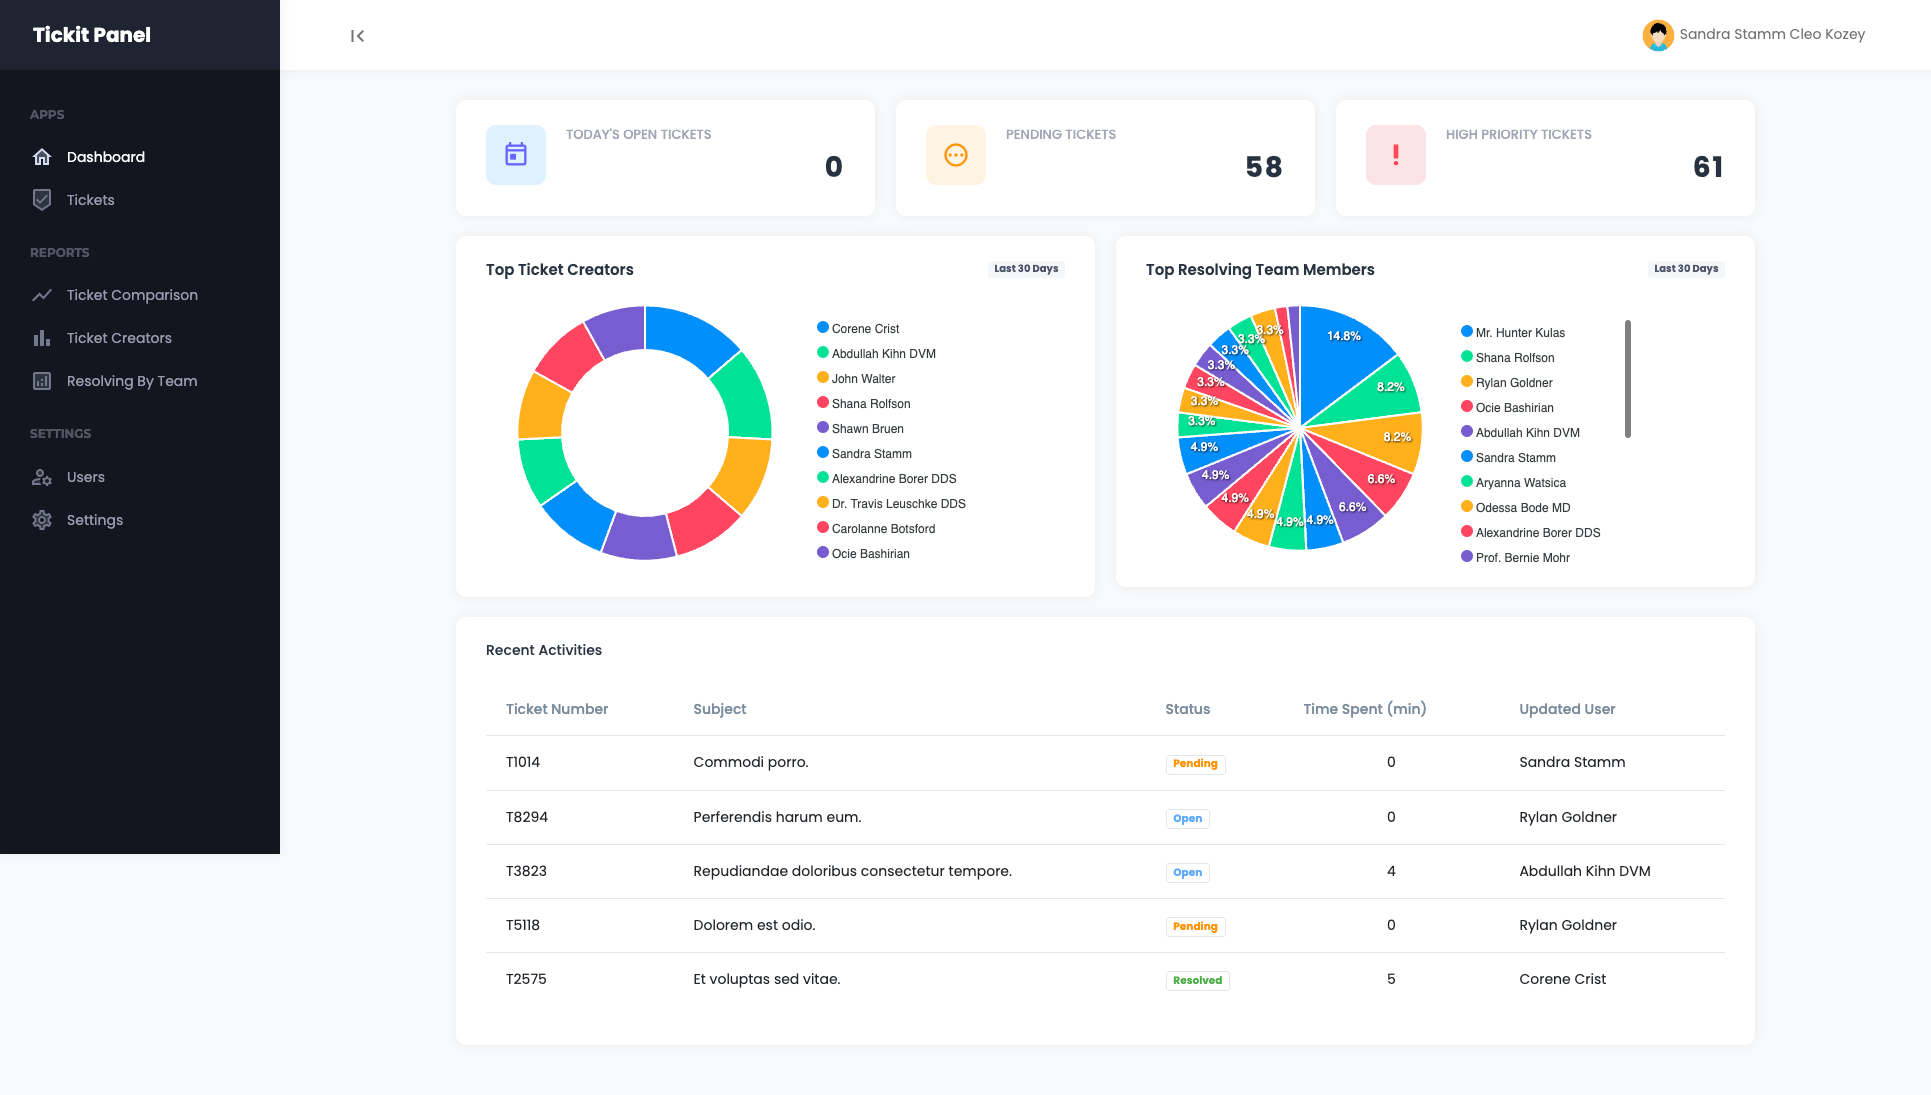 Tickit Panel
Sandra Stamm Cleo Kozey
APPS
Dashboard
Tickets
REPORTS
Ticket Comparison
Ticket Creators
Resolving By Team
SETTINGS
Users
Settings
TODAY'S OPEN TICKETS
0
PENDING TICKETS
58
HIGH PRIORITY TICKETS
61
Top Ticket Creators
Last 30 Days
Corene Crist
Abdullah Kihn DVM
John Walter
Shana Rolfson
Shawn Bruen
Sandra Stamm
Alexandrine Borer DDS
Dr. Travis Leuschke DDS
Carolanne Botsford
Ocie Bashirian
Top Resolving Team Members
Last 30 Days
14.8%
8.2%
8.2%
6.6%
6.6%
4.9%
4.9%
4.9%
4.9%
4.9%
4.9%
3.3%
3.3%
3.3%
3.3%
3.3%
3.3%
3.3%
Mr. Hunter Kulas
Shana Rolfson
Rylan Goldner
Ocie Bashirian
Abdullah Kihn DVM
Sandra Stamm
Aryanna Watsica
Odessa Bode MD
Alexandrine Borer DDS
Prof. Bernie Mohr
Recent Activities
Ticket Number Subject Status Time Spent (min) Updated User
T1014 Commodi porro. Pending 0 Sandra Stamm
T8294 Perferendis harum eum. Open 0 Rylan Goldner
T3823 Repudiandae doloribus consectetur tempore. Open 4 Abdullah Kihn DVM
T5118 Dolorem est odio. Pending 0 Rylan Goldner
T2575 Et voluptas sed vitae. Resolved 5 Corene Crist